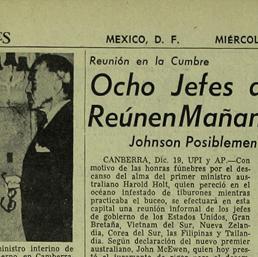 ES
MEXICO, D. F.
MIÉRCOL
Reunión en la Cumbre
Ocho Jefes d
Reúnen Mañan
Johnson Posiblemen
CANBERRA, Dic. 19, UPI y AP.—Con
motivo de las honras fúnebres por el des-
canso del alma del primer ministro aus-
traliano Harold Holt, quien pereció en el
océano infestado de tiburones mientras
practicaba el buceo, se efectuará en esta
capital una reunión informal de los jefes
de gobierno de los Estados Unidos, Gran
Bretaña, Vietnam del Sur, Nueva Zelan-
dia, Corea del Sur, las Filipinas y Tailan-
dia. Según declaración del nuevo premier
australiano, John McEwen, quien hoy pres-
nistro interino de